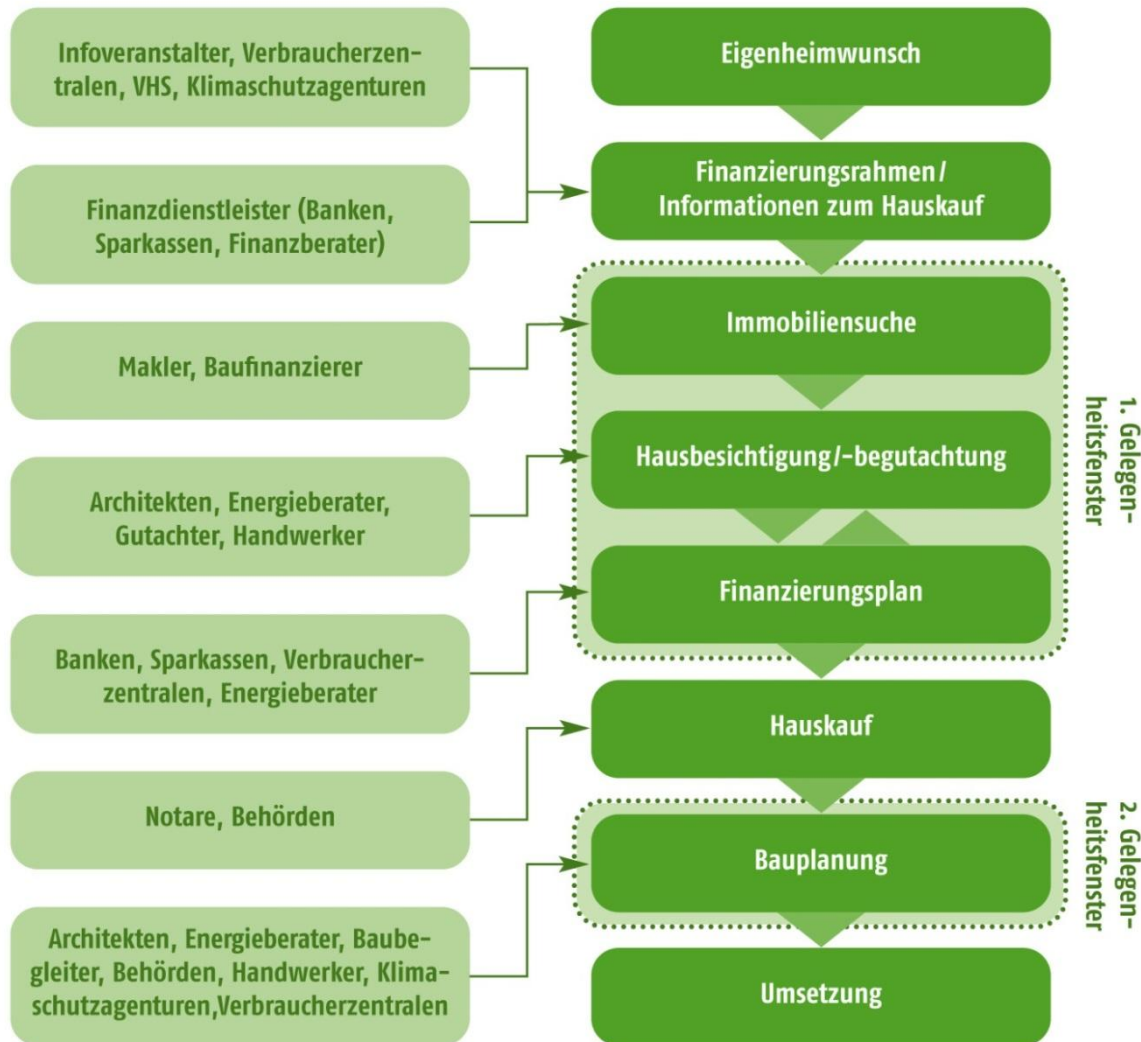 Infoveranstalter, Verbraucherzen-
tralen, VHS, Klimaschutzagenturen
Eigenheimwunsch
Finanzdienstleister (Banken,
Sparkassen, Finanzberater)
Finanzierungsrahmen/
Informationen zum Hauskauf
Makler, Baufinanzierer
Immobiliensuche
Architekten, Energieberater,
Gutachter, Handwerker
Hausbesichtigung/-begutachtung
1. Gelegen-
heitsfenster
Banken, Sparkassen, Verbraucher-
zentralen, Energieberater
Finanzierungsplan
Notare, Behörden
Hauskauf
Architekten, Energieberater, Baube-
gleiter, Behörden, Handwerker, Klima-
schutzagenturen,Verbraucherzentralen
Bauplanung
2. Gelegen-
heitsfenster
Umsetzung